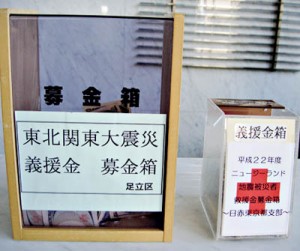 募金箱
東北関東大震災
義援金 募金箱
足立区
義援金箱
平成22年度
ニュージーランド
地震被災者
救援金募金箱
~日赤東京都支部~